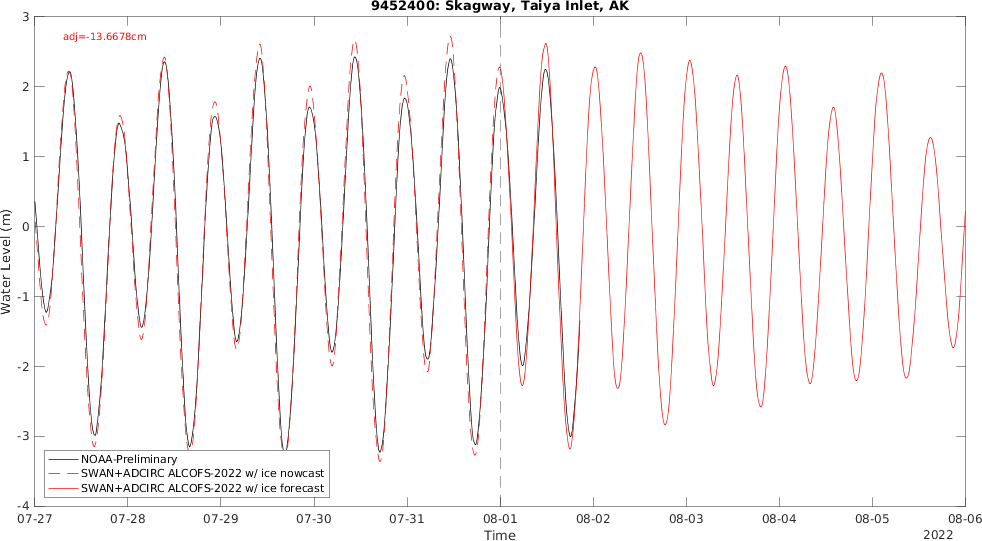 9452400: Skagway, Taiya Inlet, AK
adj=-13.6678cm
3
2
1
0
-1
-2
-3
-4
Water Level (m)
NOAA-Preliminary
SWAN+ADCIRC ALCOFS-2022 w/ ice nowcast
SWAN+ADCIRC ALCOFS-2022 w/ ice forecast
07-27 07-28 07-29 07-30 07-31 08-01 08-02 08-03 08-04 08-05 08-06
Time
2022